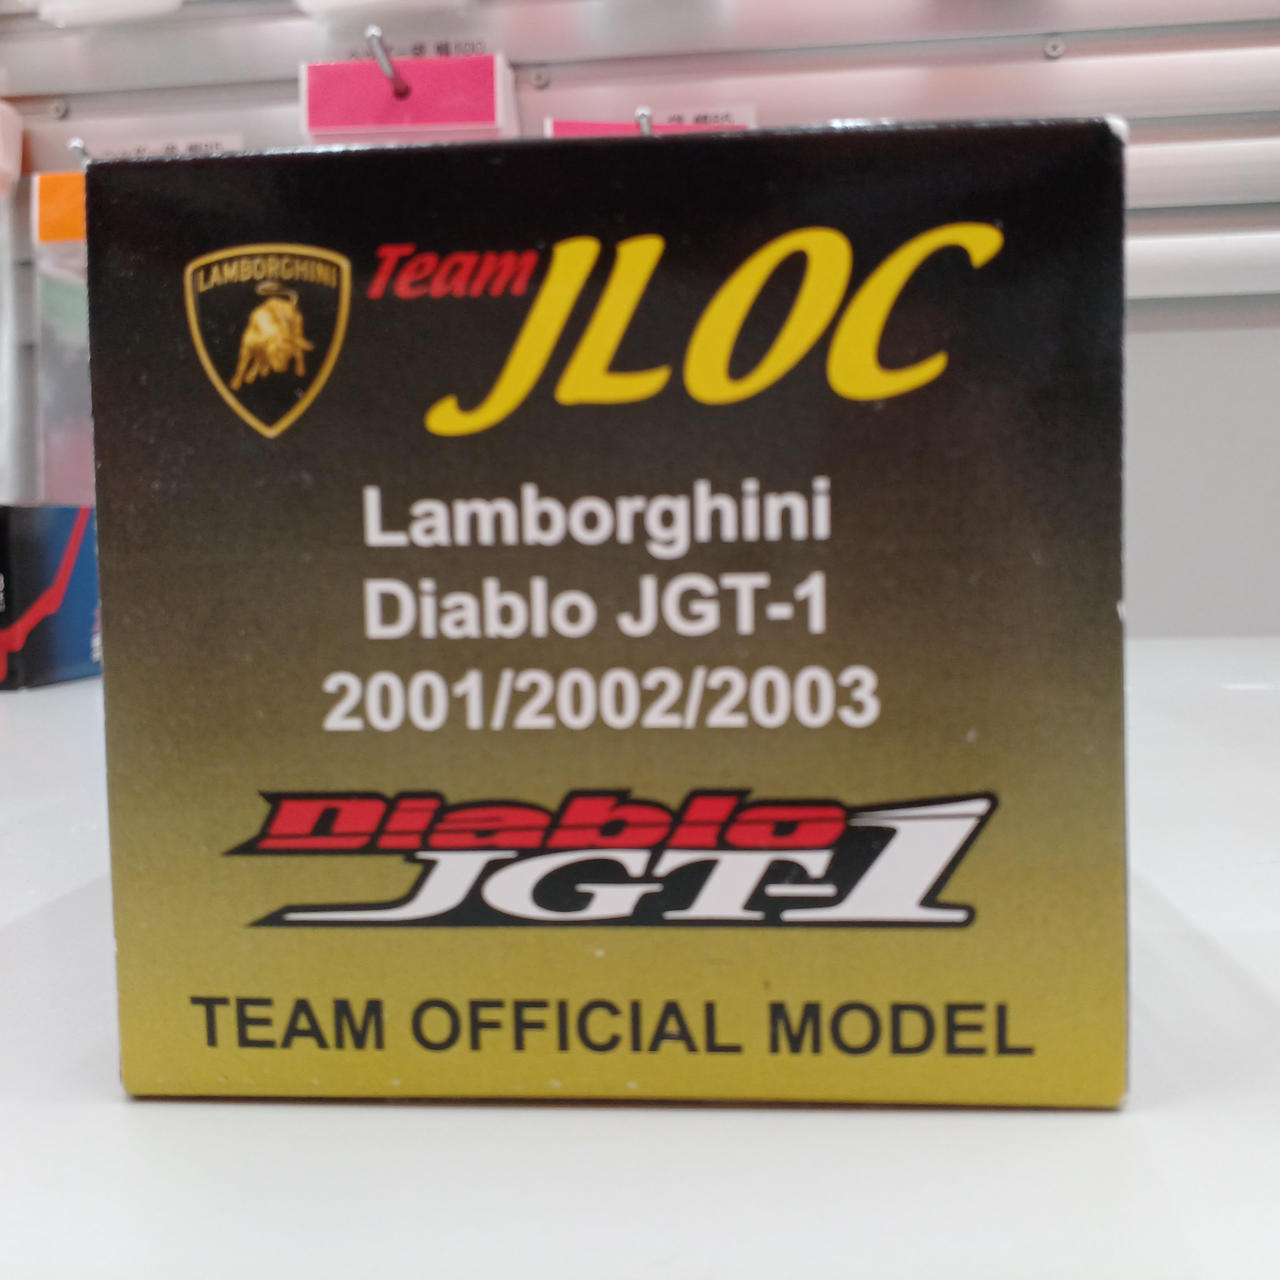 LAMBORGHINI
Team JLOC
Lamborghini
Diablo JGT-1
2001/2002/2003
Diablo
JGT-1
TEAM OFFICIAL MODEL